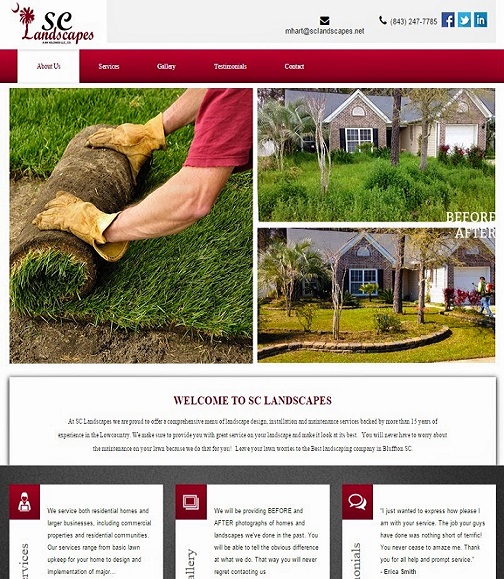 SC
Landscapes
mhart@sclandscapes.net
(843) 247-7785
About Us
Services
Gallery
Testimonials
Contact
BEFORE
AFTER
WELCOME TO SC LANDSCAPES
At SC Landscapes we are proud to offer a comprehensive menu of landscape design, installation and maintenance services backed by more than 15 years of
experience in the Lowcountry. We make sure to provide you with great service on your landscape and make it look at its best. You will never have to worry about
the maintenance on your lawn because we do that for you! Leave your lawn worries to the Best landscaping company in Bluffton SC.
We service both residential homes and
larger businesses, including commercial
properties and residential communities.
Our services range from basic lawn
upkeep for your home to design and
implementation of major...
rvices
We will be providing BEFORE and
AFTER photographs of homes and
landscapes we've done in the past. You
will be able to tell the obvious difference
at what we do. That way you will never
regret contacting us
allery
"I just wanted to express how please I
am with your service. The job your guys
have done was nothing short of terrific!
You never cease to amaze me. Thank
you for all help and prompt service."
- Erica Smith
onials